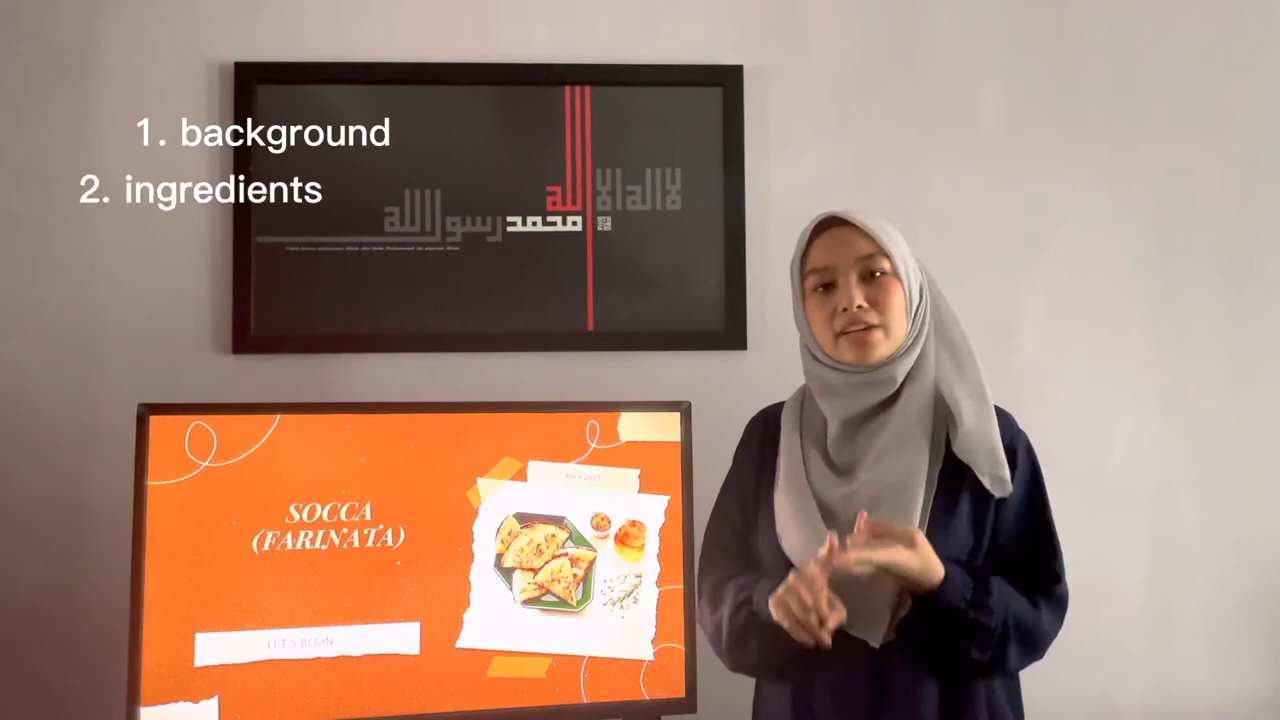 1. background
2. ingredients
لا اله الا الله
محمد رسول الله
SOCCA
(FARINATA)
LET'S BEGIN